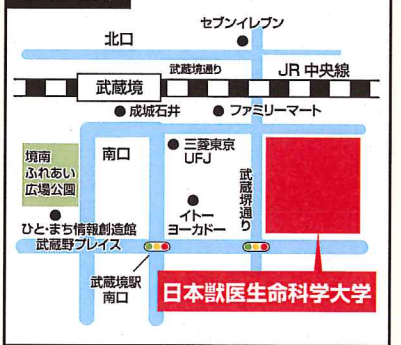 セブンイレブン
北口
武蔵境通り
JR 中央線
武蔵境
成城石井
ファミリーマート
境南
ふれあい
広場公園
南口
三菱東京
UFJ
武蔵堺通り
イトー
ヨーカドー
ひと・まち情報創造館
武蔵野プレイス
武蔵境駅
南口
日本獣医生命科学大学